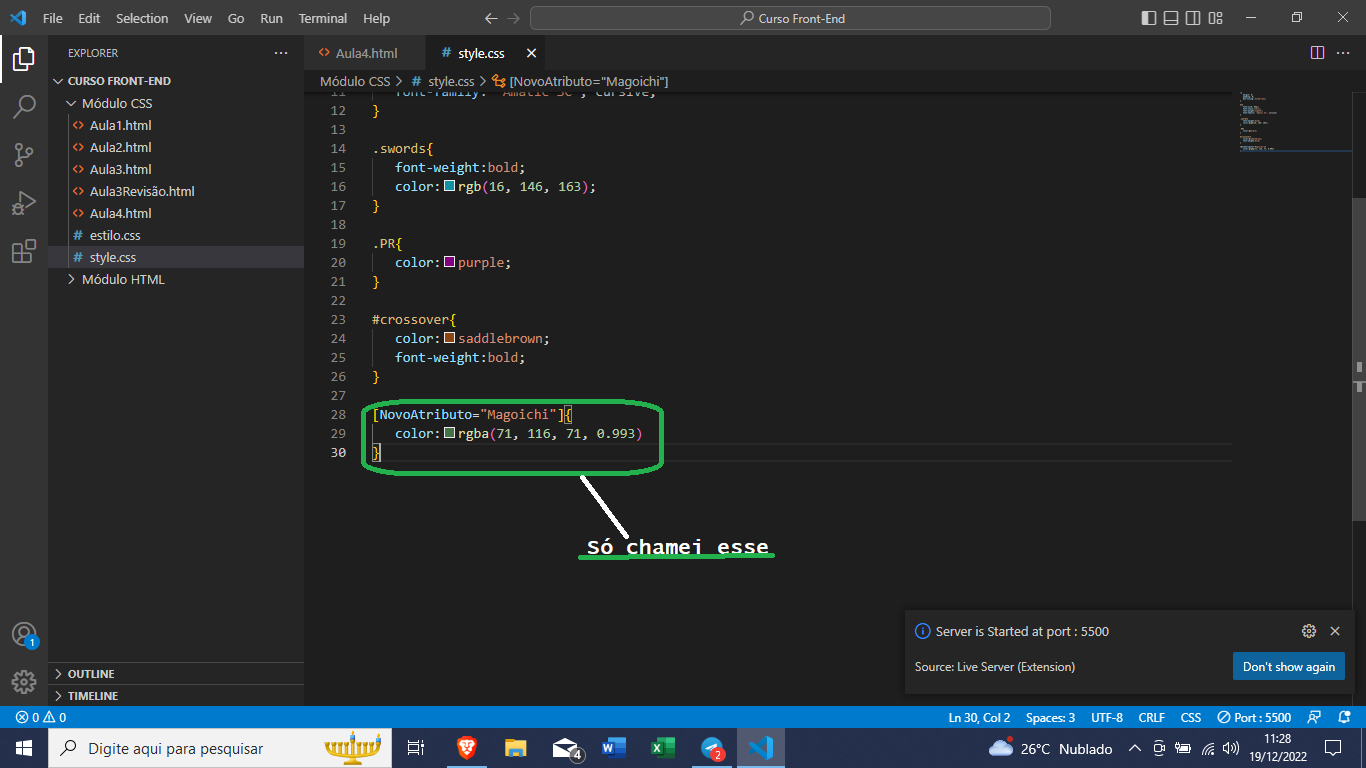 File Edit Selection View Go Run Terminal Help
Curso Front-End
EXPLORER
Aula4.html
style.css
CURSO FRONT-END
Módulo CSS > style.css > [NovoAtributo="Magoichi"]
Módulo CSS
Aula1.html
Aula2.html
Aula3.html
Aula3Revisão.html
Aula4.html
estilo.css
style.css
Módulo HTML
11 font-family: 'Amatic SC', cursive;
12 }
13
14 .swords{
15 font-weight:bold;
16 color: rgb(16, 146, 163);
17 }
18
19 .PR{
20 color: purple;
21 }
22
23 #crossover{
24 color: saddlebrown;
25 font-weight:bold;
26 }
27
28 [NovoAtributo="Magoichi"]{
29 color: rgba(71, 116, 71, 0.993)
30 }
Só chamei esse
Server is Started at port : 5500
Source: Live Server (Extension)
Don't show again
1
OUTLINE
TIMELINE
0 0
Ln 30, Col 2 Spaces: 3 UTF-8 CRLF CSS Port : 5500
Digite aqui para pesquisar
4
2
26°C Nublado
11:28
19/12/2022